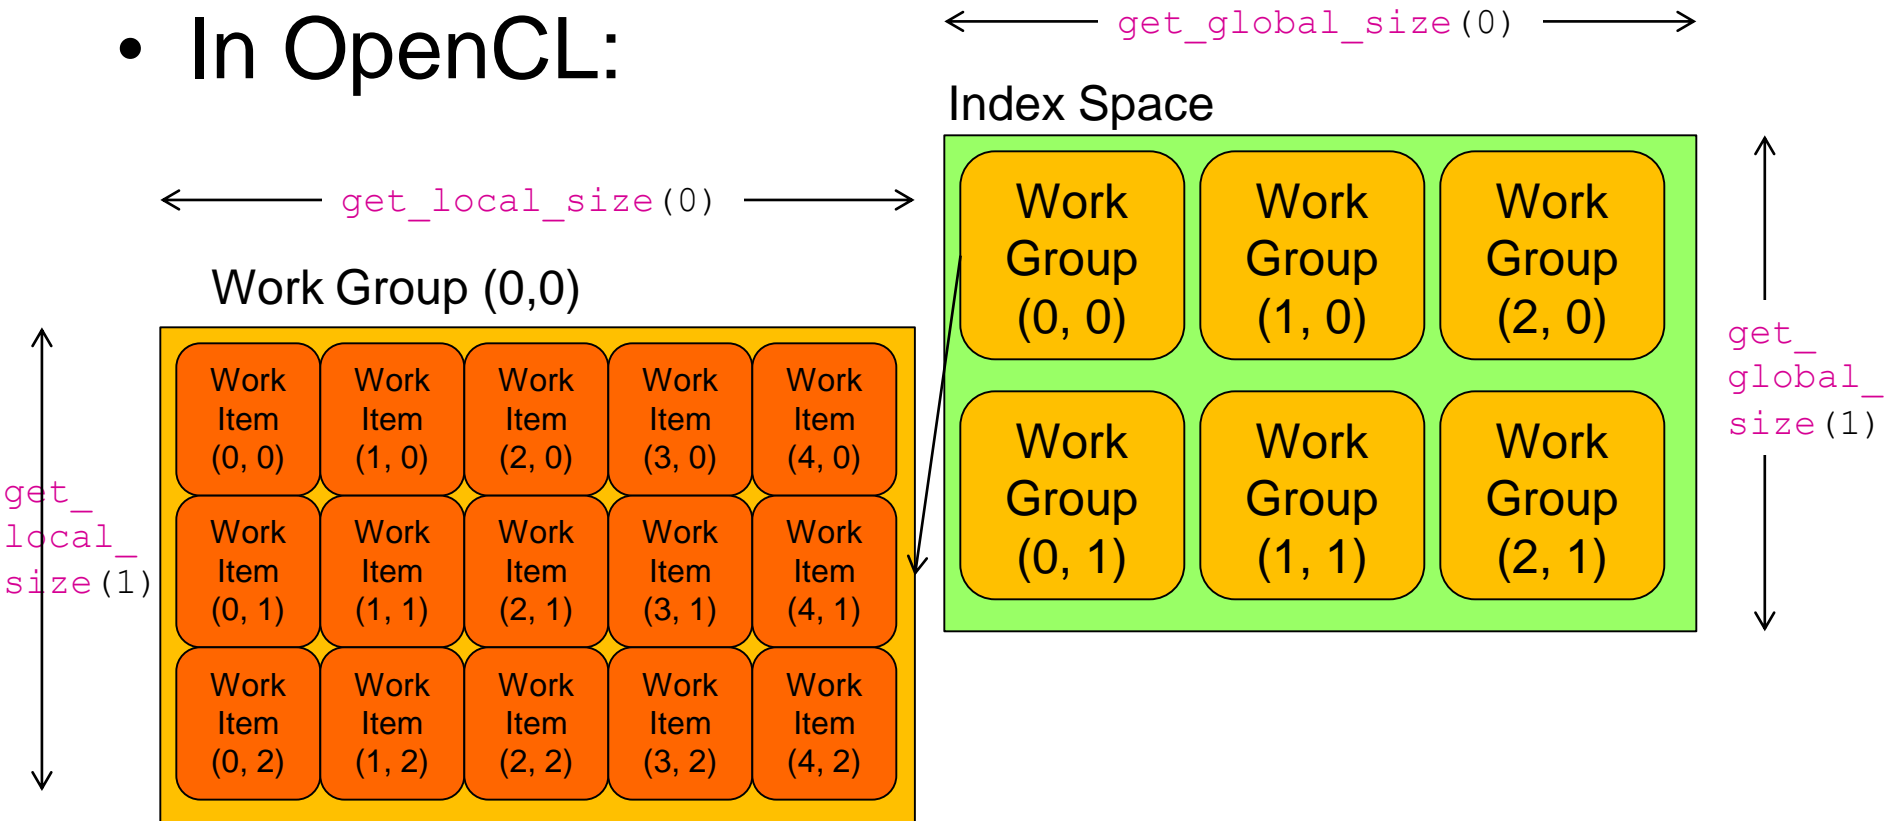 • In OpenCL:
get_global_size(0)
Index Space
get_local_size(0)
Work Group (0,0)
get_
local_
size(1)
Work
Item
(0, 0)
Work
Item
(1, 0)
Work
Item
(2, 0)
Work
Item
(3, 0)
Work
Item
(4, 0)
Work
Item
(0, 1)
Work
Item
(1, 1)
Work
Item
(2, 1)
Work
Item
(3, 1)
Work
Item
(4, 1)
Work
Item
(0, 2)
Work
Item
(1, 2)
Work
Item
(2, 2)
Work
Item
(3, 2)
Work
Item
(4, 2)
Work
Group
(0, 0)
Work
Group
(1, 0)
Work
Group
(2, 0)
Work
Group
(0, 1)
Work
Group
(1, 1)
Work
Group
(2, 1)
get_
global_
size(1)